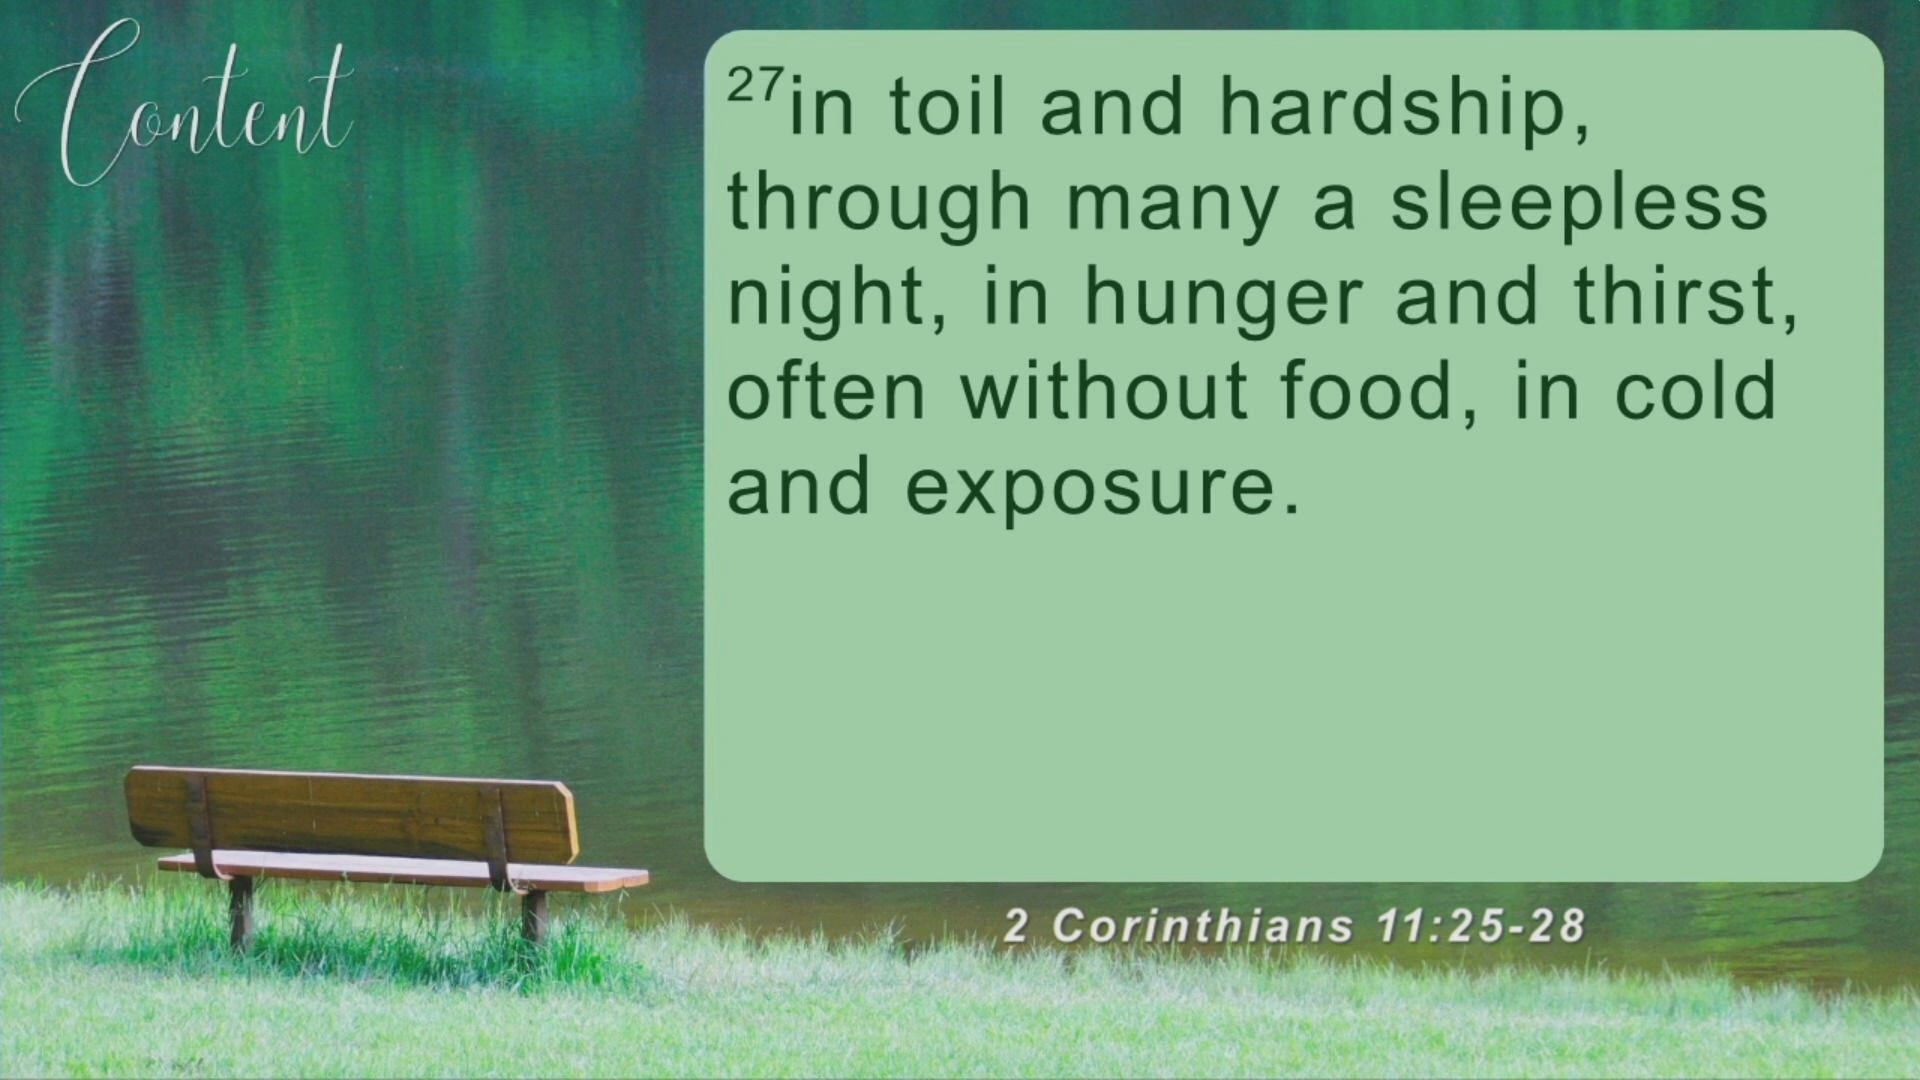 Content
27in toil and hardship,
through many a sleepless
night, in hunger and thirst,
often without food, in cold
and exposure.
2 Corinthians 11:25-28